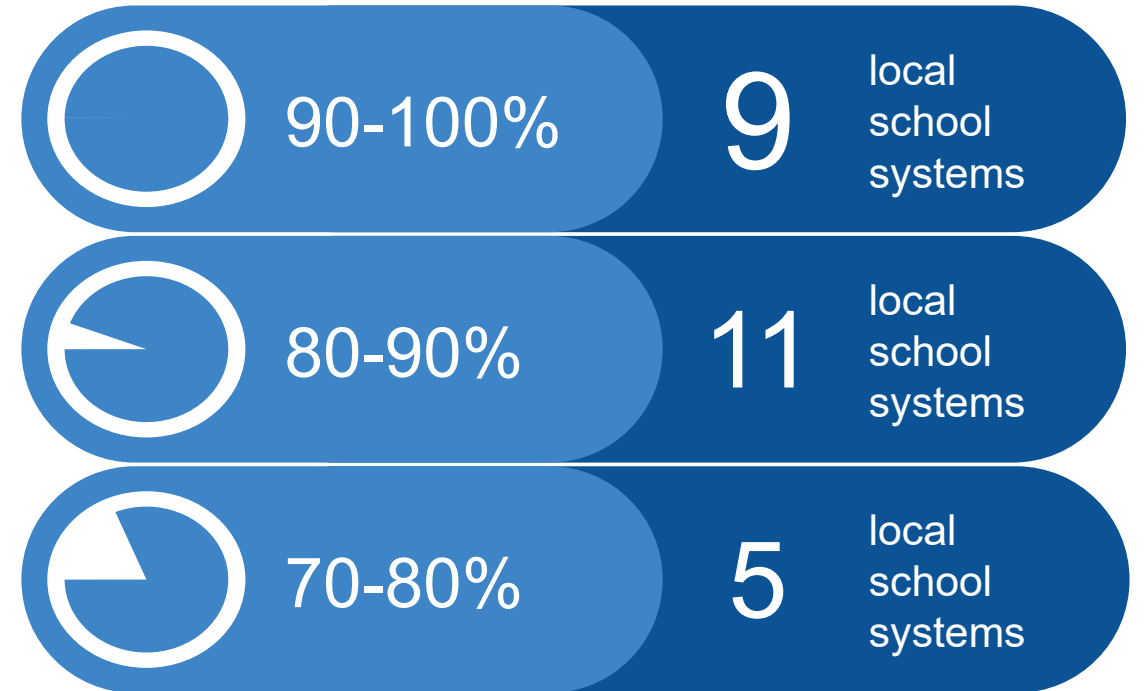 90-100%
9
local
school
systems
80-90%
11
local
school
systems
70-80%
5
local
school
systems